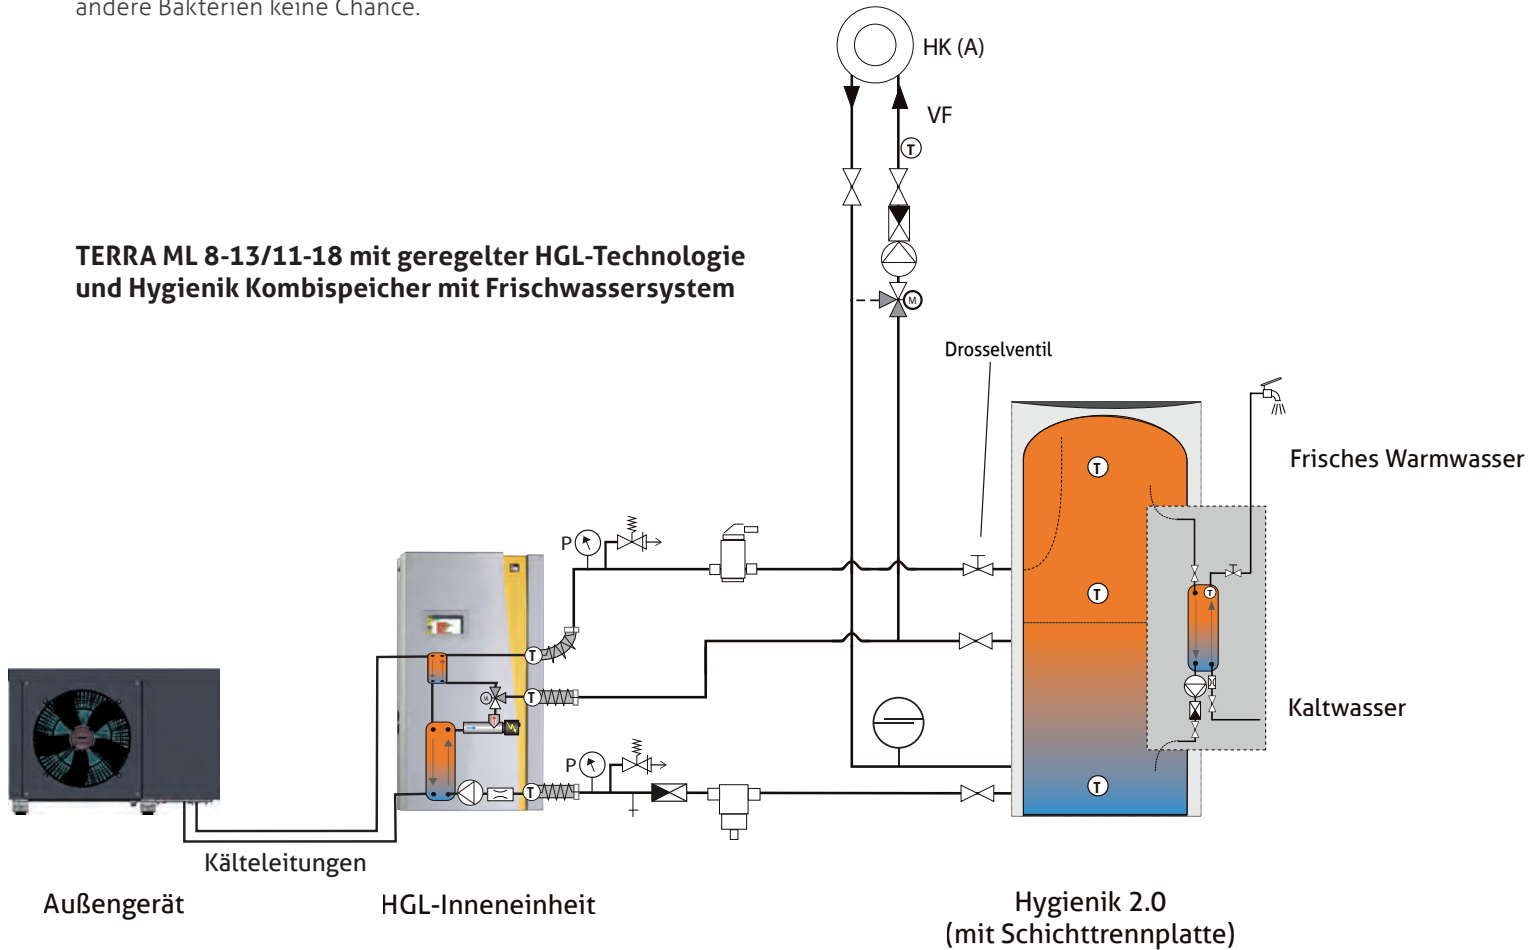 andere Bakterien keine Chance.
HK (A)
VF
T
TERRA ML 8-13/11-18 mit geregelter HGL-Technologie
und Hygienik Kombispeicher mit Frischwassersystem
M
Drosselventil
T
Frisches Warmwasser
P
T
T
T
M
T
Kaltwasser
P
T
T
Kälteleitungen
Außengerät
HGL-Inneneinheit
Hygienik 2.0
(mit Schichttrennplatte)